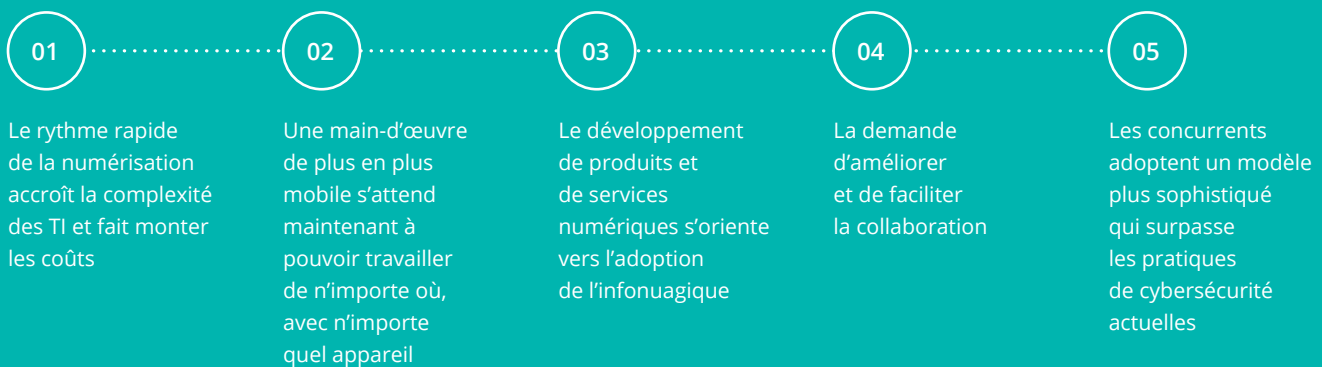 01
Le rythme rapide
de la numérisation
accroît la complexité
des TI et fait monter
les coûts
02
Une main-d’œuvre
de plus en plus
mobile s’attend
maintenant à
pouvoir travailler
de n’importe où,
avec n’importe
quel appareil
03
Le développement
de produits et
de services
numériques s’oriente
vers l’adoption
de l’infonuagique
04
La demande
d’améliorer
et de faciliter
la collaboration
05
Les concurrents
adoptent un modèle
plus sophistiqué
qui surpasse
les pratiques
de cybersécurité
actuelles